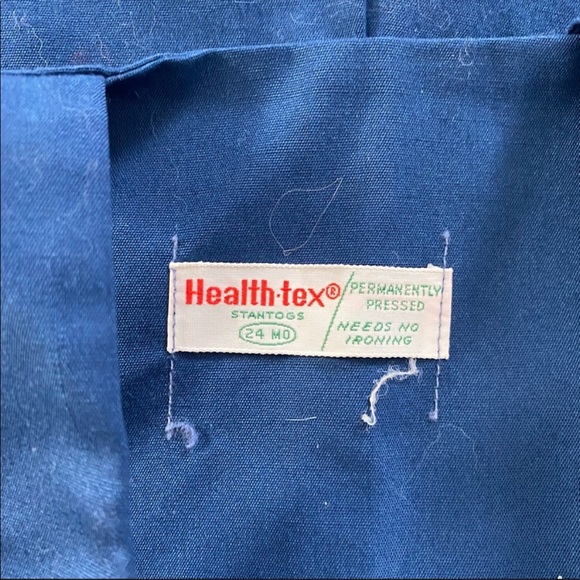 Health·tex®
STANTOGS
24 MO
PERMANENTLY
PRESSED
NEEDS NO
IRONING